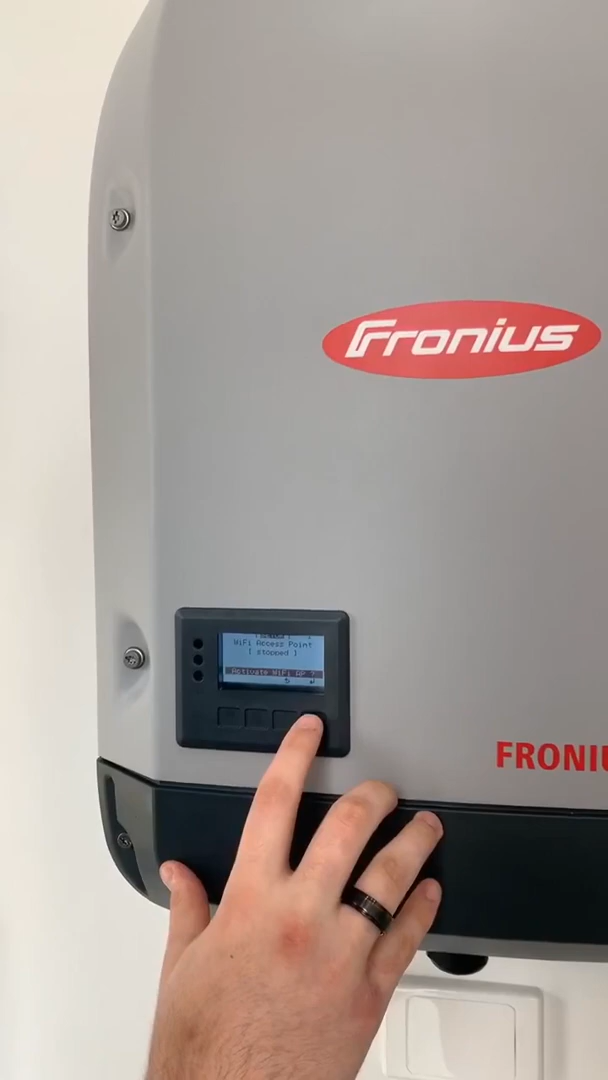 Fronius
WiFi Access Point
[ stopped ]
Activate WiFi AP ?
FRONIU